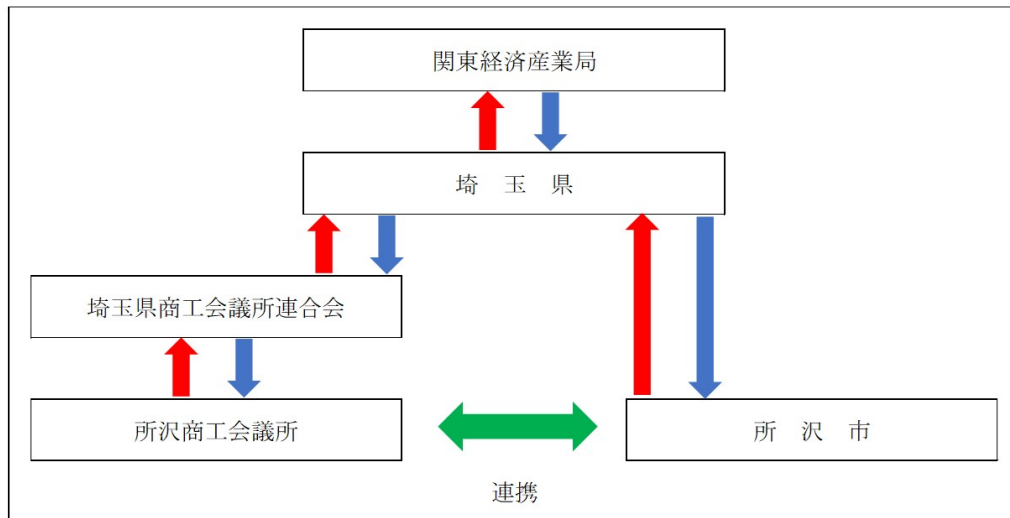 関東経済産業局
埼　玉　県
埼玉県商工会議所連合会
所沢商工会議所
所　沢　市
連携